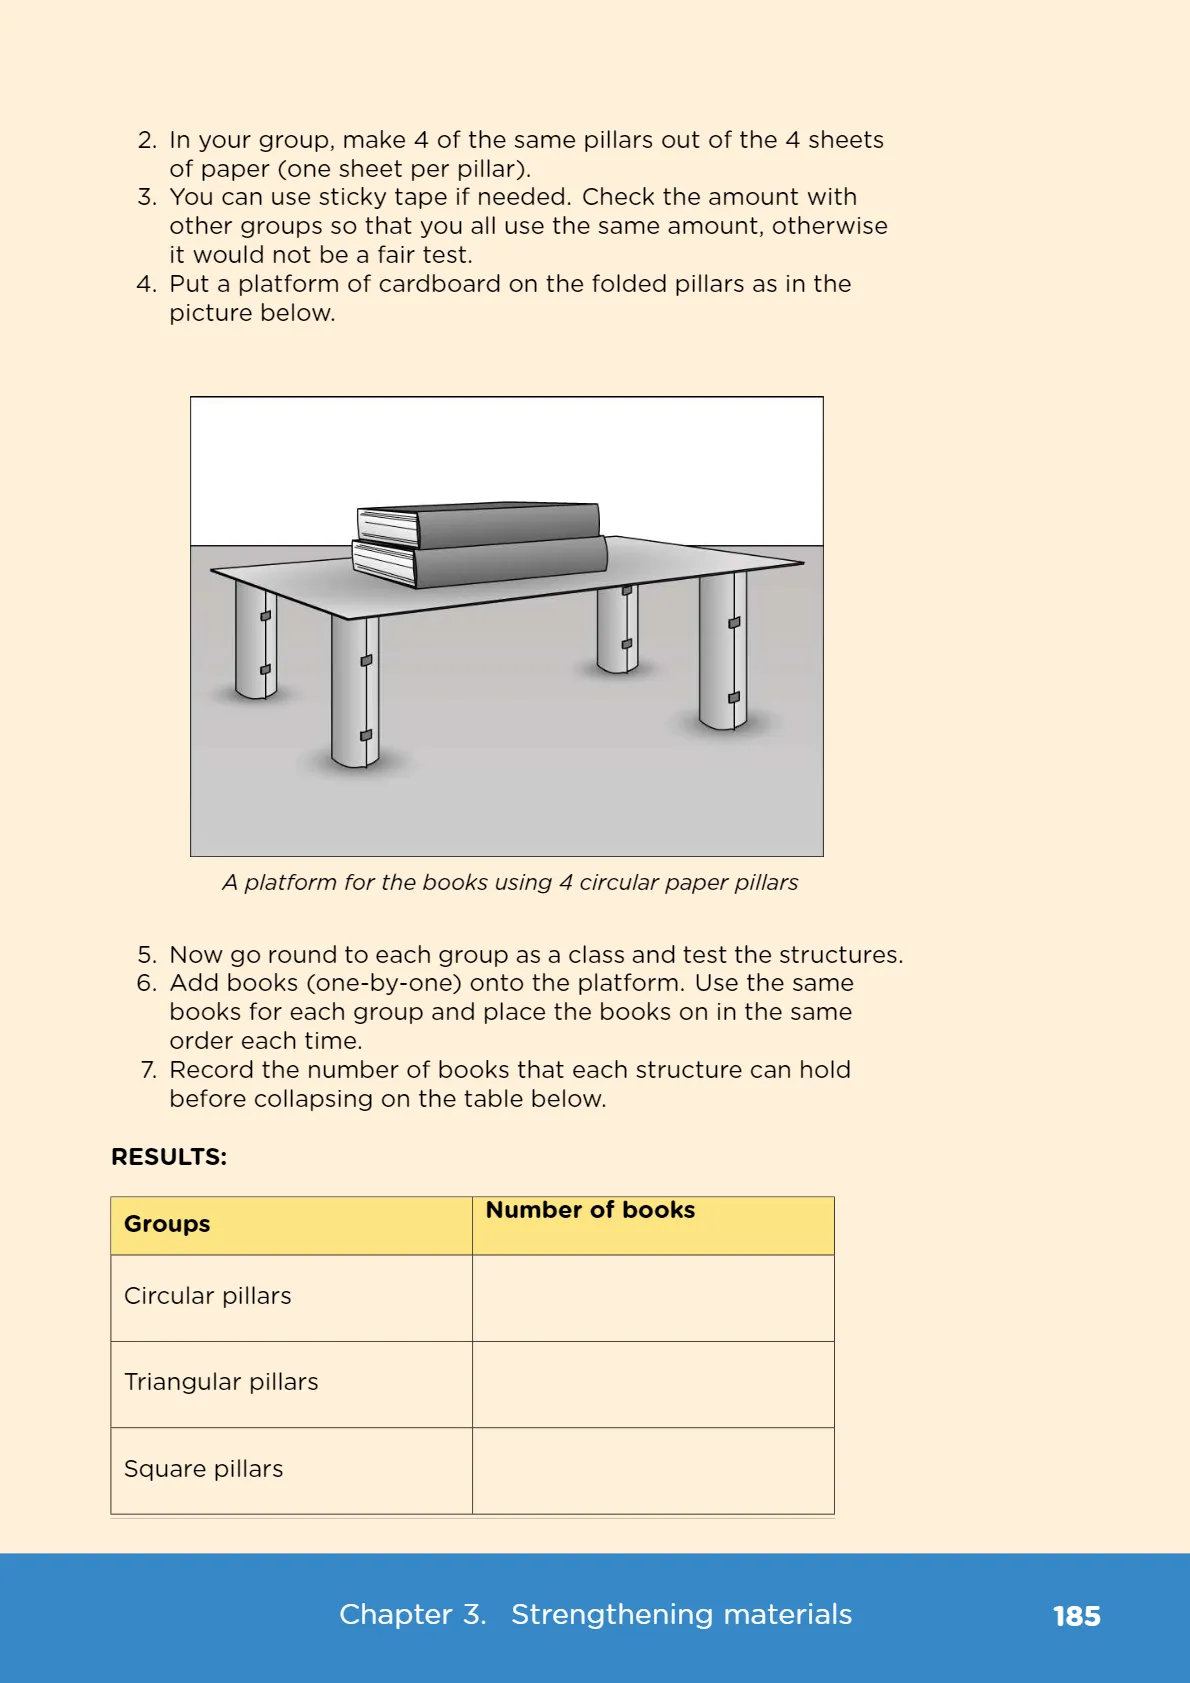 2. In your group, make 4 of the same pillars out of the 4 sheets
of paper (one sheet per pillar).
3. You can use sticky tape if needed. Check the amount with
other groups so that you all use the same amount, otherwise
it would not be a fair test.
4. Put a platform of cardboard on the folded pillars as in the
picture below.
A platform for the books using 4 circular paper pillars
5. Now go round to each group as a class and test the structures.
6. Add books (one-by-one) onto the platform. Use the same
books for each group and place the books on in the same
order each time.
7. Record the number of books that each structure can hold
before collapsing on the table below.
RESULTS:
Groups Number of books
Circular pillars
Triangular pillars
Square pillars
Chapter 3. Strengthening materials 185